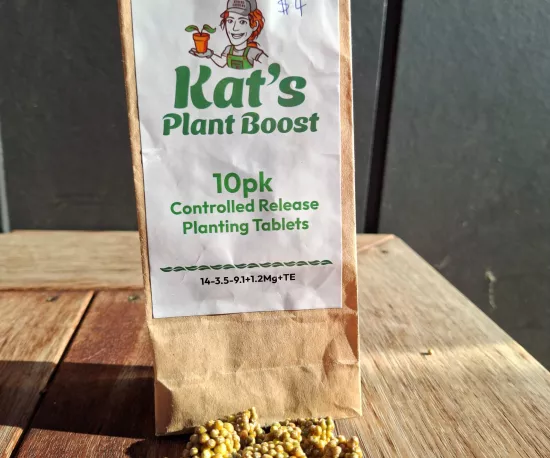 $4
Kat's
Plant Boost
10pk
Controlled Release
Planting Tablets
14-3.5-9.1+1.2Mg+TE